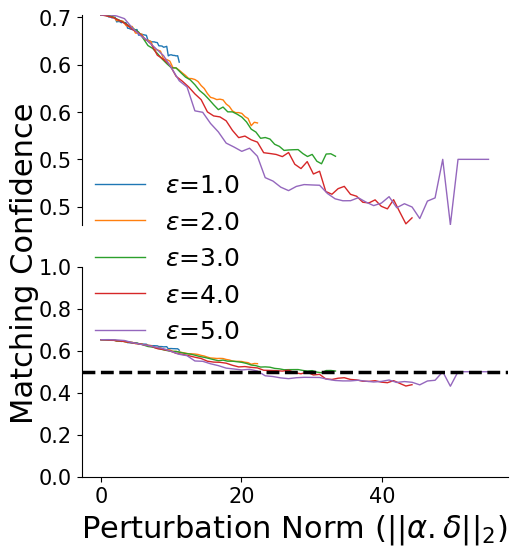 0.7
0.6
0.6
0.5
0.5
Matching Confidence
ε=1.0
ε=2.0
ε=3.0
ε=4.0
ε=5.0
1.0
0.8
0.6
0.4
0.2
0.0
0 20 40
Perturbation Norm (||α.δ||₂)